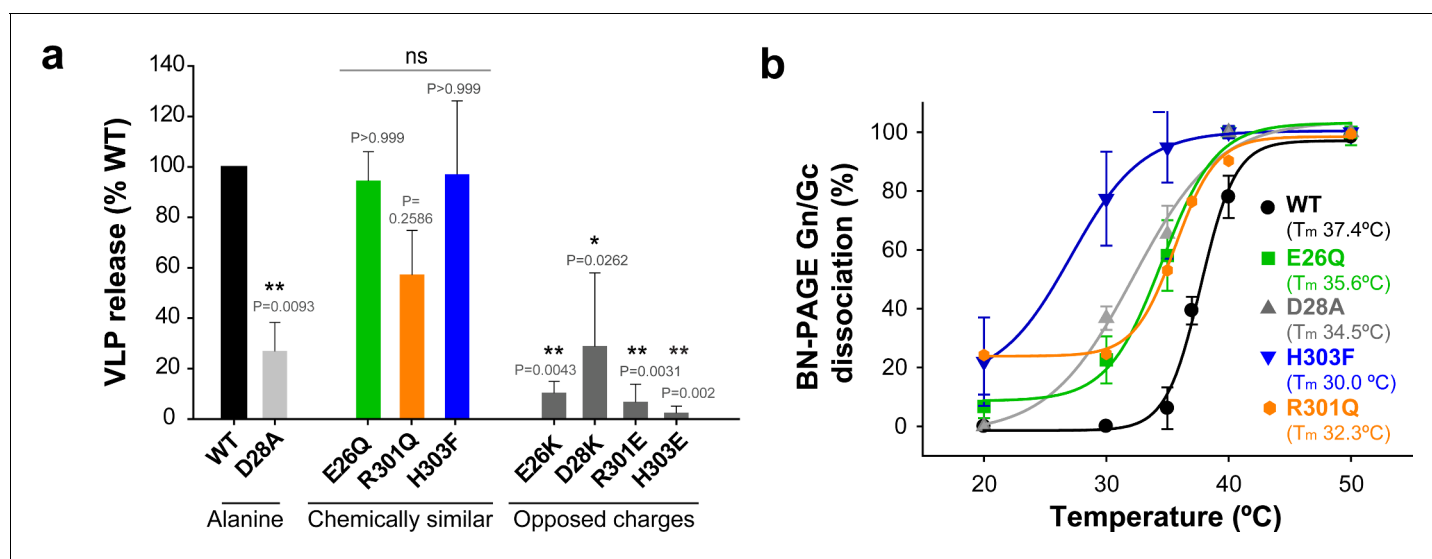 a
ns
140
120
100
80
60
40
20
0
VLP release (% WT)
**
P=0.0093
P>0.999
P=
0.2586
P>0.999
**
P=0.0043
*
P=0.0262
**
P=0.0031
**
P=0.002
WT
D28A
E26Q
R301Q
H303F
E26K
D28K
R301E
H303E
Alanine
Chemically similar
Opposed charges
b
BN-PAGE Gn/Gc
dissociation (%)
100
80
60
40
20
0
20
30
40
50
Temperature (ºC)
WT
(Tm 37.4ºC)
E26Q
(Tm 35.6ºC)
D28A
(Tm 34.5ºC)
H303F
(Tm 30.0 ºC)
R301Q
(Tm 32.3ºC)